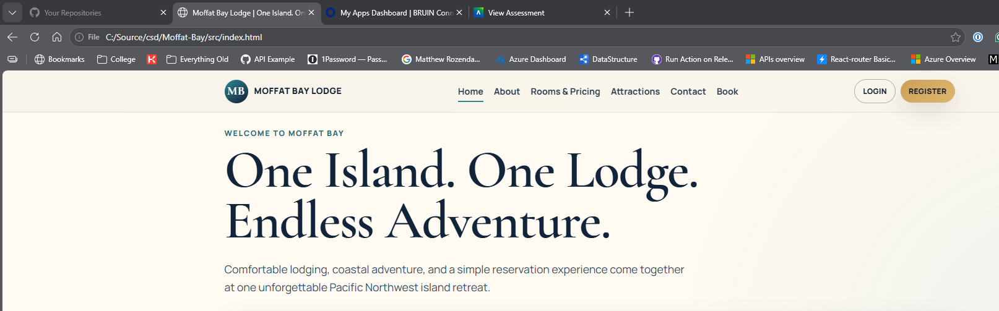 Your Repositories
Moffat Bay Lodge | One Island. On
My Apps Dashboard | BRUIN Conn
View Assessment
File C:/Source/csd/Moffat-Bay/src/index.html
Bookmarks College Everything Old API Example 1Password — Pass... Matthew Rozenda... Azure Dashboard DataStructure Run Action on Rele... APIs overview React-router Basic... Azure Overview M
MB MOFFAT BAY LODGE Home About Rooms & Pricing Attractions Contact Book LOGIN REGISTER
WELCOME TO MOFFAT BAY
One Island. One Lodge.
Endless Adventure.
Comfortable lodging, coastal adventure, and a simple reservation experience come together
at one unforgettable Pacific Northwest island retreat.